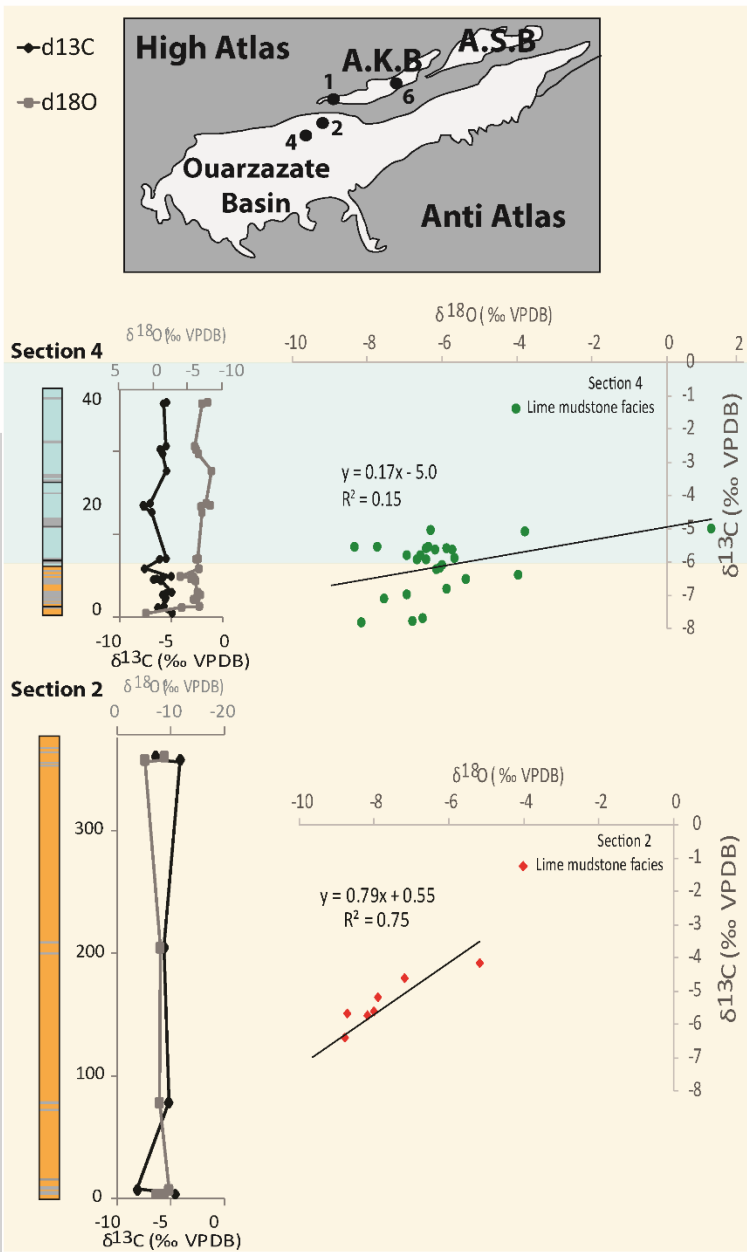 d13C
d18O
High Atlas
A.S.B
A.K.B
1
6
2
4
Ouarzazate
Basin
Anti Atlas
δ18O (‰ VPDB)
-10 -8 -6 -4 -2 0 2
Section 4
δ18O (‰ VPDB)
5 0 -5 -10
40
20
0
-10 -5 0
δ13C (‰ VPDB)
Section 4
Lime mudstone facies
y = 0.17x - 5.0
R² = 0.15
0
-1
-2
-3
-4
-5
-6
-7
-8
δ13C (‰ VPDB)
Section 2
δ18O (‰ VPDB)
0 -10 -20
300
200
100
0
-10 -5 0
δ13C (‰ VPDB)
δ18O (‰ VPDB)
-10 -8 -6 -4 -2 0
Section 2
Lime mudstone facies
y = 0.79x + 0.55
R² = 0.75
0
-1
-2
-3
-4
-5
-6
-7
-8
δ13C (‰ VPDB)